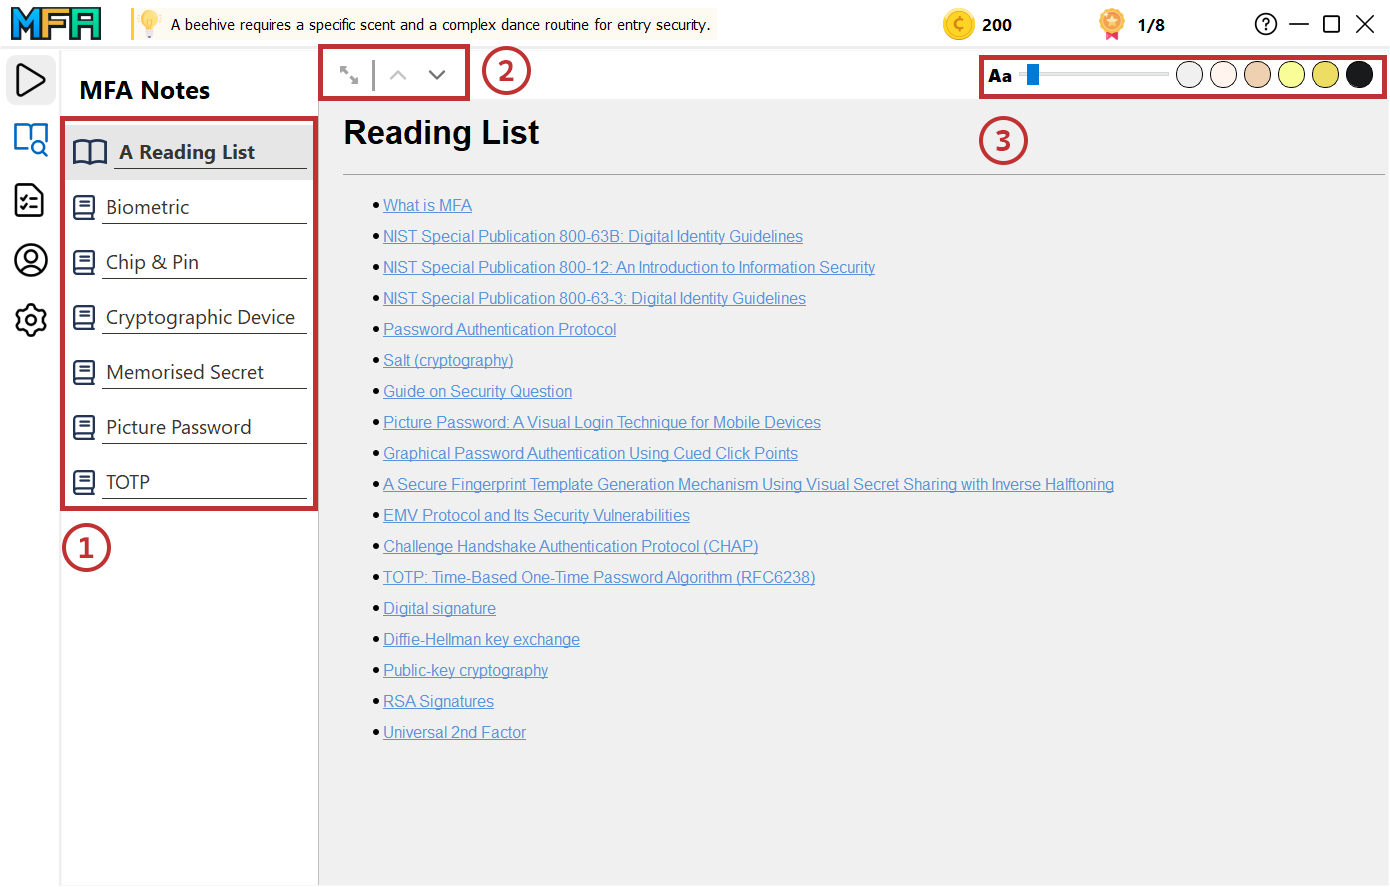 MFA
A beehive requires a specific scent and a complex dance routine for entry security.
200
1/8
MFA Notes
2
Aa
3
A Reading List
Biometric
Chip & Pin
Cryptographic Device
Memorised Secret
Picture Password
TOTP
1
Reading List
What is MFA
NIST Special Publication 800-63B: Digital Identity Guidelines
NIST Special Publication 800-12: An Introduction to Information Security
NIST Special Publication 800-63-3: Digital Identity Guidelines
Password Authentication Protocol
Salt (cryptography)
Guide on Security Question
Picture Password: A Visual Login Technique for Mobile Devices
Graphical Password Authentication Using Cued Click Points
A Secure Fingerprint Template Generation Mechanism Using Visual Secret Sharing with Inverse Halftoning
EMV Protocol and Its Security Vulnerabilities
Challenge Handshake Authentication Protocol (CHAP)
TOTP: Time-Based One-Time Password Algorithm (RFC6238)
Digital signature
Diffie-Hellman key exchange
Public-key cryptography
RSA Signatures
Universal 2nd Factor